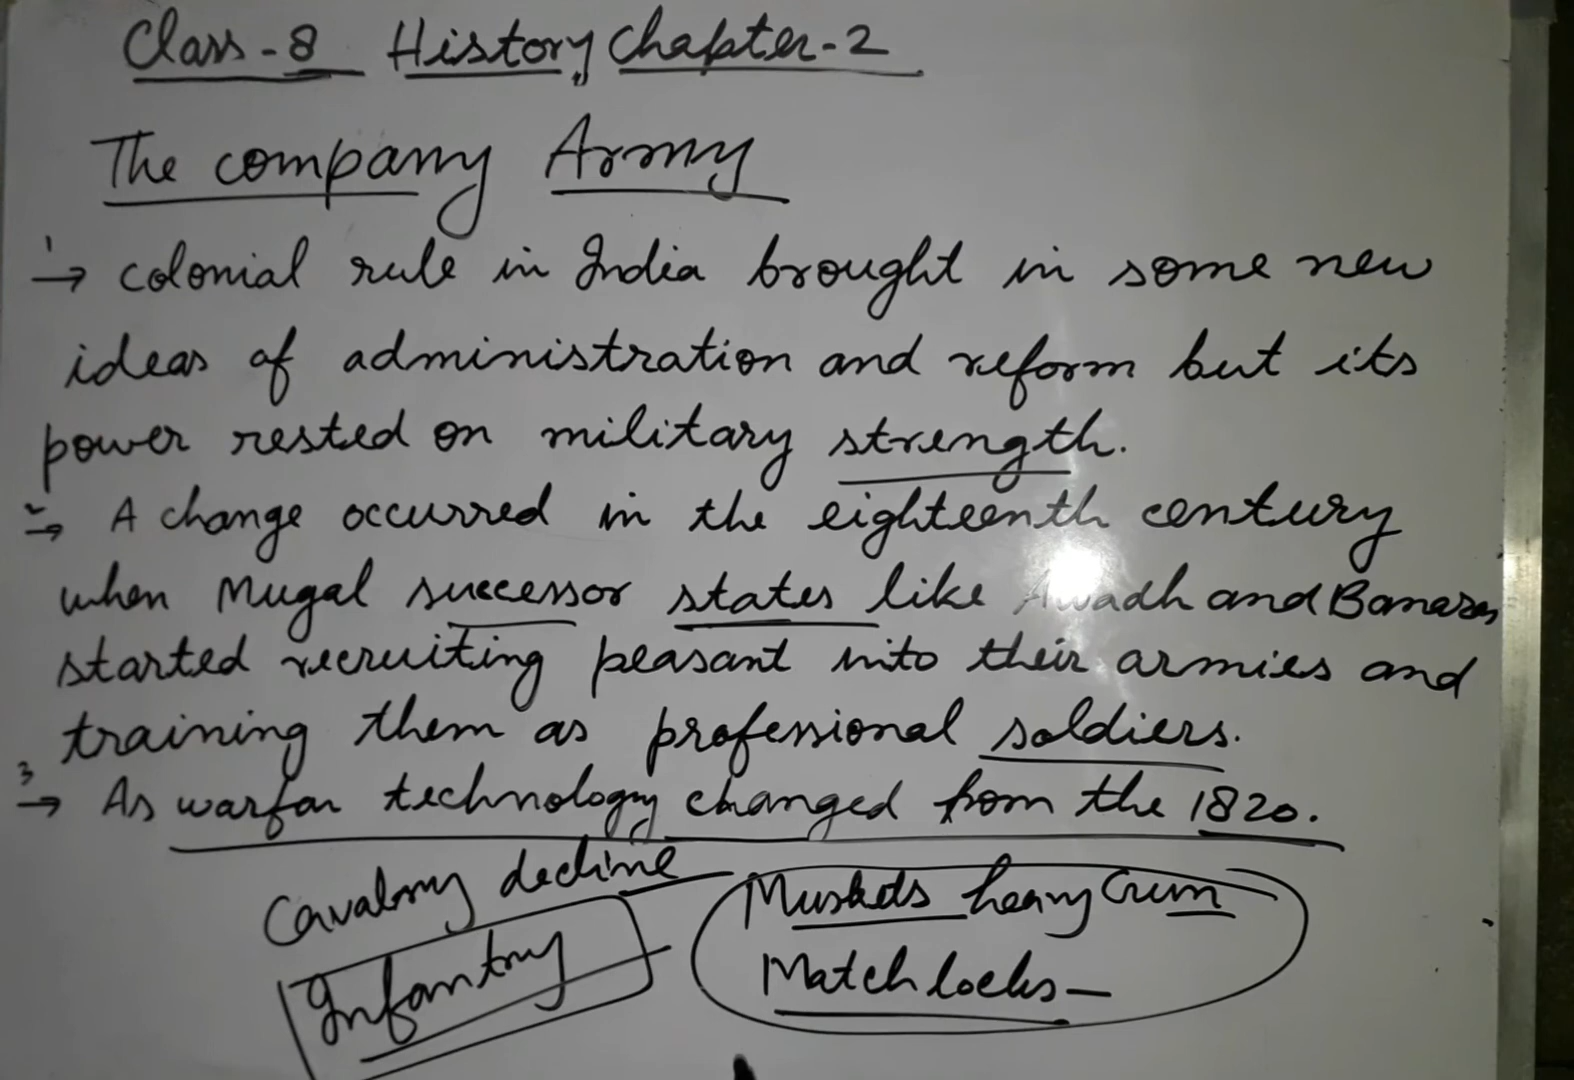 Class - 8 History Chapter - 2
The company Army
1 → colonial rule in India brought in some new
ideas of administration and reform but its
power rested on military strength.
2 → A change occurred in the eighteenth century
when Mugal successor states like Awadh and Banaras
started recruiting peasant into their armies and
training them as professional soldiers.
3 → As warfar technology changed from the 1820.
Cavalry decline
Muskets heavy Gun
Infantry
Match locks -